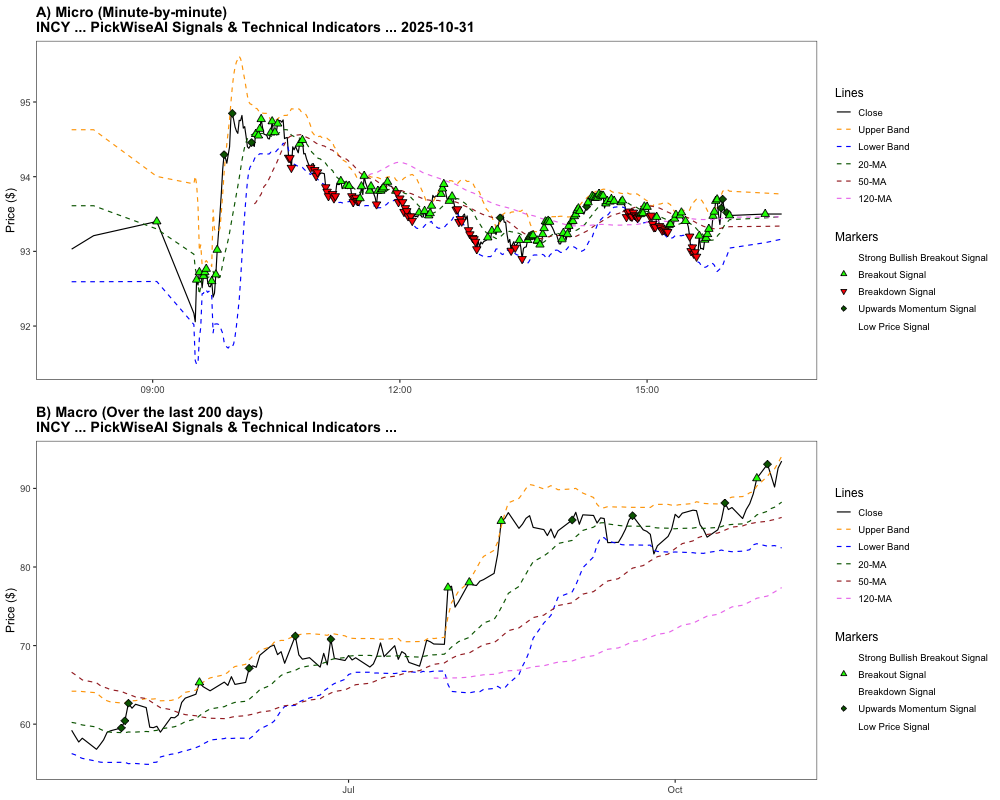 A) Micro (Minute-by-minute)
INCY ... PickWiseAI Signals & Technical Indicators ... 2025-10-31
Price ($)
95
94
93
92
09:00
12:00
15:00
Lines
Close
Upper Band
Lower Band
20-MA
50-MA
120-MA
Markers
Strong Bullish Breakout Signal
Breakout Signal
Breakdown Signal
Upwards Momentum Signal
Low Price Signal
B) Macro (Over the last 200 days)
INCY ... PickWiseAI Signals & Technical Indicators ...
Price ($)
90
80
70
60
Jul
Oct
Lines
Close
Upper Band
Lower Band
20-MA
50-MA
120-MA
Markers
Strong Bullish Breakout Signal
Breakout Signal
Breakdown Signal
Upwards Momentum Signal
Low Price Signal